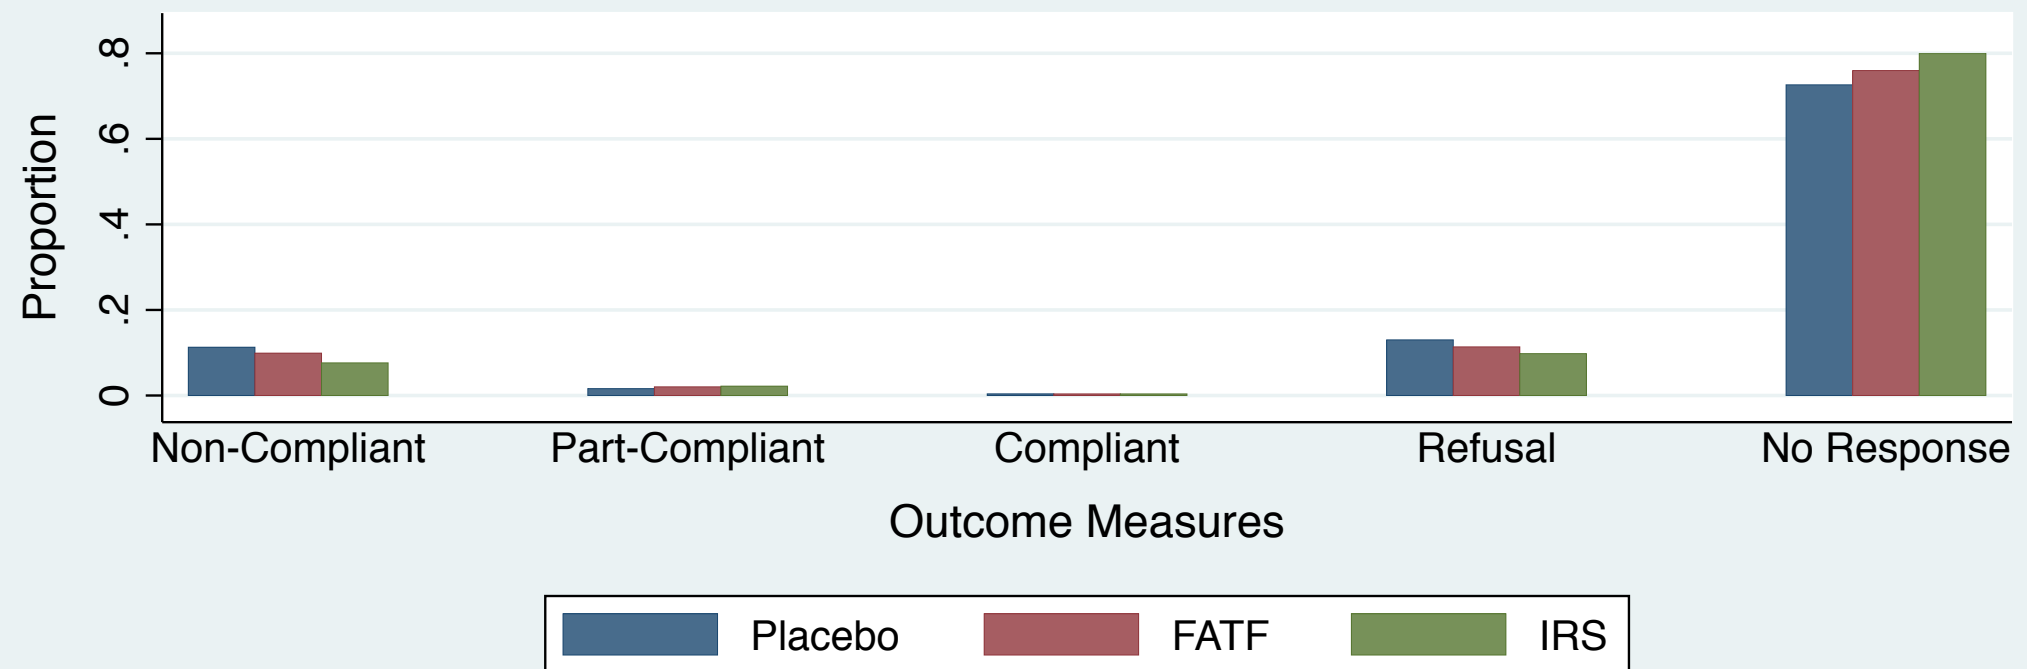 Proportion
.8
.6
.4
.2
0
Non-Compliant Part-Compliant Compliant Refusal No Response
Outcome Measures
Placebo FATF IRS